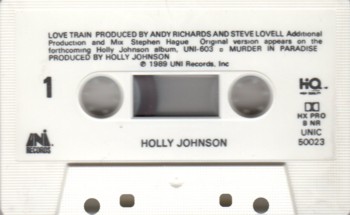 LOVE TRAIN PRODUCED BY ANDY RICHARDS AND STEVE LOVELL Additional
Production and Mix Stephen Hague Original version appears on the
forthcoming Holly Johnson album, UNI-603 □ MURDER IN PARADISE
PRODUCED BY HOLLY JOHNSON
© 1989 UNI Records, Inc
1
HQ
HIGH QUALITY
HX PRO
B NR
UNIC
50023
UNI
RECORDS
HOLLY JOHNSON